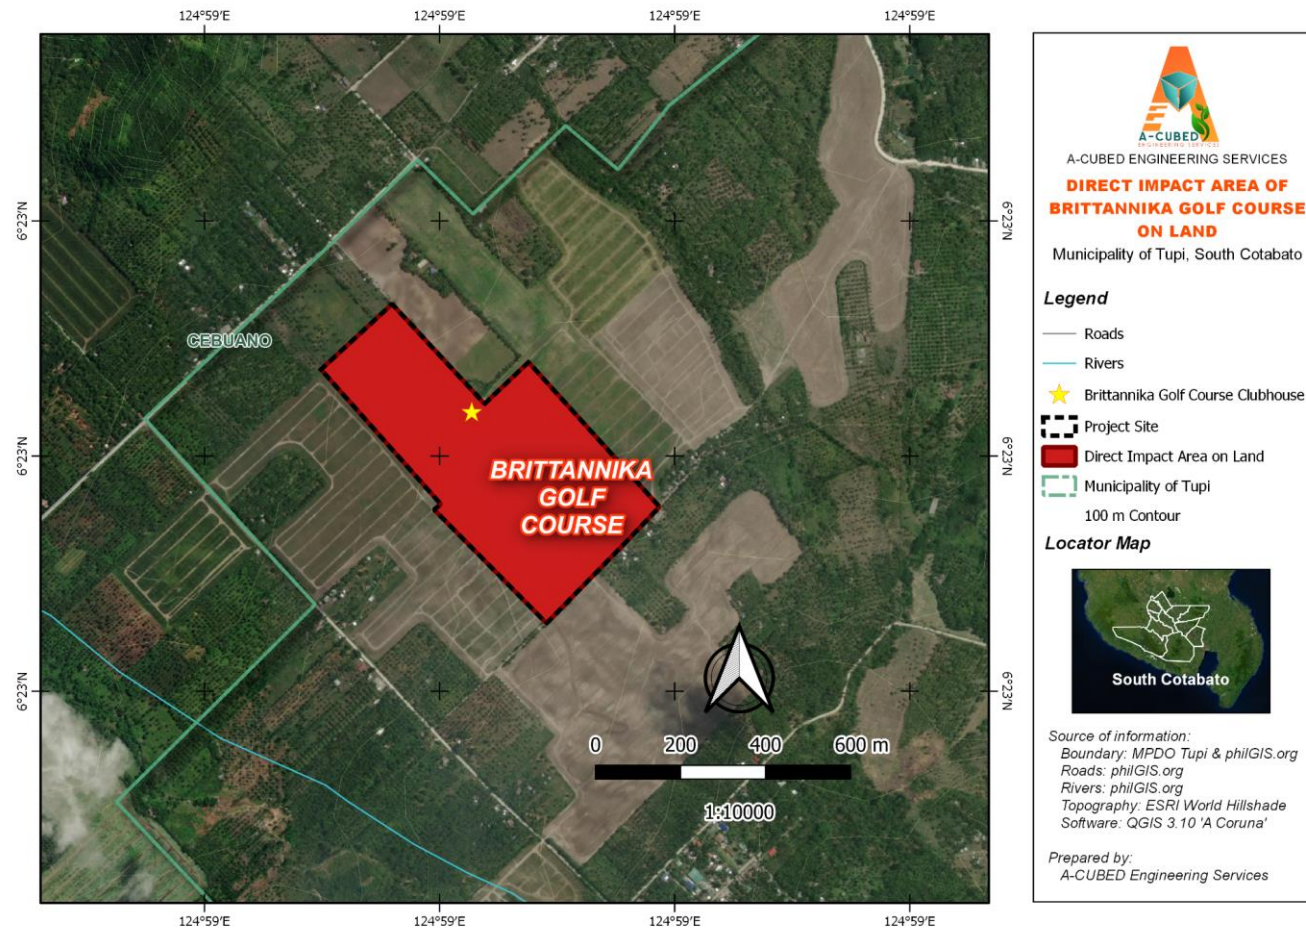 124°59'E 124°59'E 124°59'E 124°59'E
6°23'N 6°23'N
6°23'N 6°23'N
6°23'N 6°23'N
CEBUANO
BRITTANNIKA
GOLF
COURSE
0 200 400 600 m
1:10000
124°59'E 124°59'E 124°59'E 124°59'E
A-CUBED
ENGINEERING SERVICES
A-CUBED ENGINEERING SERVICES
DIRECT IMPACT AREA OF
BRITTANNIKA GOLF COURSE
ON LAND
Municipality of Tupi, South Cotabato
Legend
Roads
Rivers
Brittannika Golf Course Clubhouse
Project Site
Direct Impact Area on Land
Municipality of Tupi
100 m Contour
Locator Map
South Cotabato
Source of information:
Boundary: MPDO Tupi & philGIS.org
Roads: philGIS.org
Rivers: philGIS.org
Topography: ESRI World Hillshade
Software: QGIS 3.10 'A Coruna'
Prepared by:
A-CUBED Engineering Services